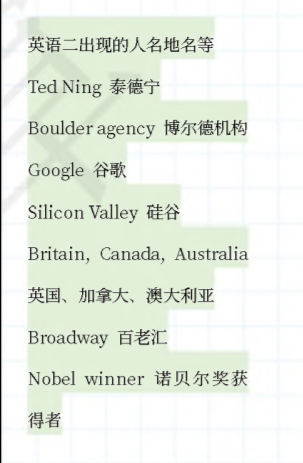 英语二出现的人名地名等
Ted Ning 泰德宁
Boulder agency 博尔德机构
Google 谷歌
Silicon Valley 硅谷
Britain, Canada, Australia
英国、加拿大、澳大利亚
Broadway 百老汇
Nobel winner 诺贝尔奖获
得者